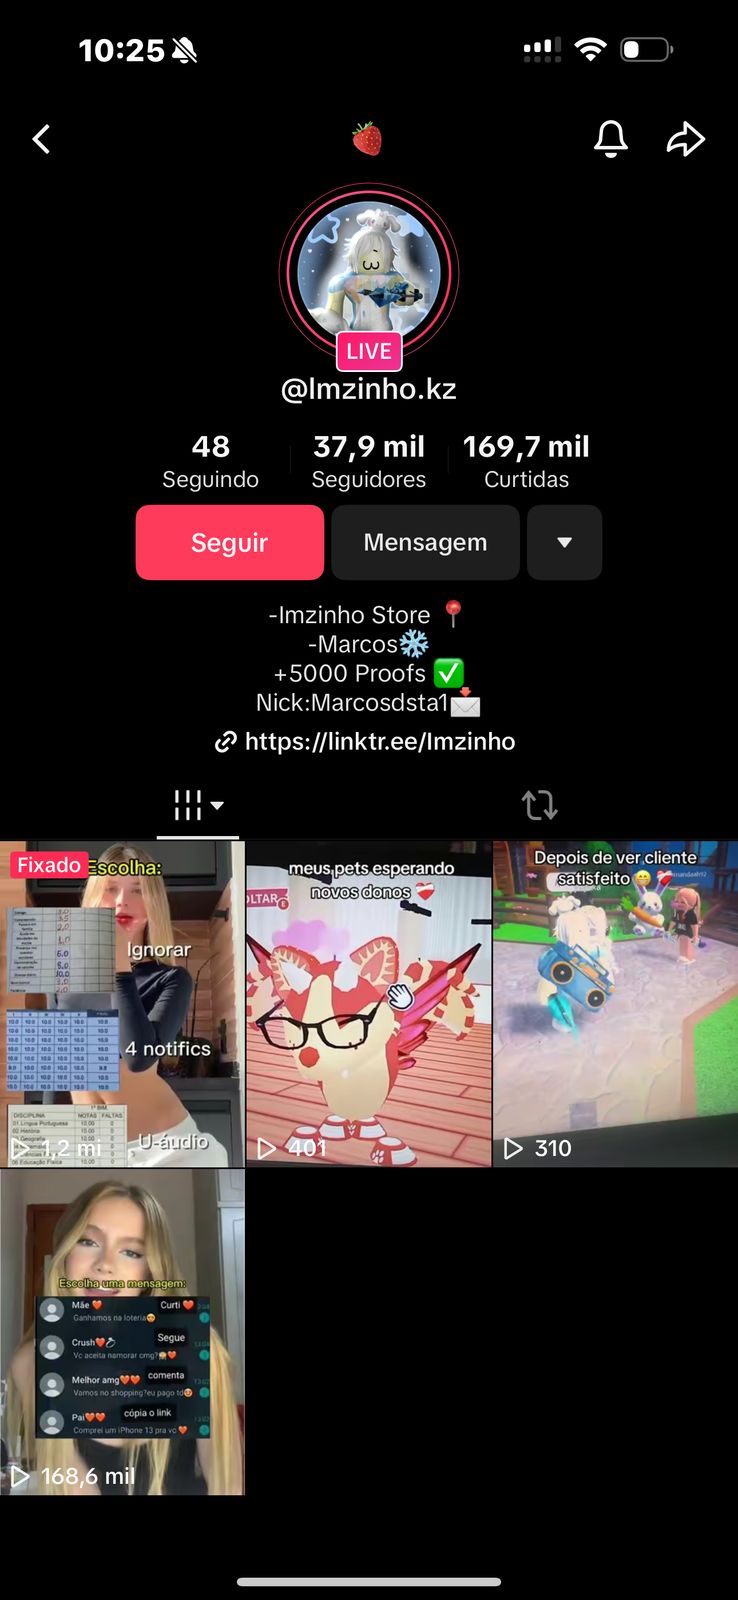 10:25
LIVE
@lmzinho.kz
48
Seguindo
37,9 mil
Seguidores
169,7 mil
Curtidas
Seguir
Mensagem
-lmzinho Store 📍
-Marcos❄️
+5000 Proofs ✅
Nick:Marcosdsta1📩
https://linktr.ee/lmzinho
Fixado
Escolha:
Ignorar
4 notifics
U-áudio
DISCIPLINA NOTAS FALTAS
1,2 mi
meus pets esperando
novos donos ❤️‍🩹
401
Depois de ver cliente
satisfeito
310
Escolha uma mensagem:
Mãe ❤️ Curti ❤️
Ganhamos na loteria
Crush Segue
Vc aceita namorar cmg?
Melhor amg comenta
Vamos no shopping?eu pago td
Pai cópia o link
Comprei um iPhone 13 pra vc ❤️
168,6 mil